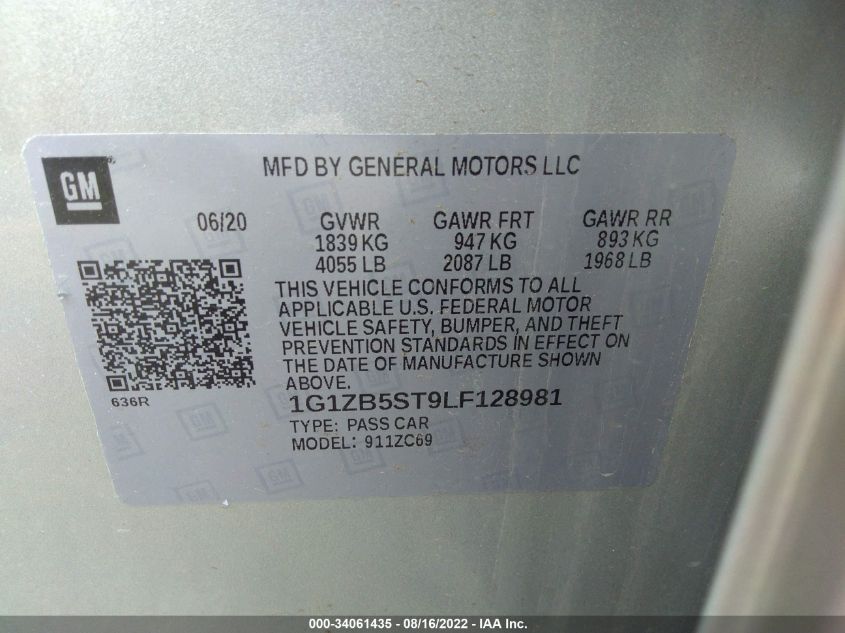 GM
MFD BY GENERAL MOTORS LLC
06/20 GVWR GAWR FRT GAWR RR
1839 KG 947 KG 893 KG
4055 LB 2087 LB 1968 LB
THIS VEHICLE CONFORMS TO ALL
APPLICABLE U.S. FEDERAL MOTOR
VEHICLE SAFETY, BUMPER, AND THEFT
PREVENTION STANDARDS IN EFFECT ON
THE DATE OF MANUFACTURE SHOWN
ABOVE.
636R
1G1ZB5ST9LF128981
TYPE: PASS CAR
MODEL: 911ZC69
000-34061435 - 08/16/2022 - IAA Inc.